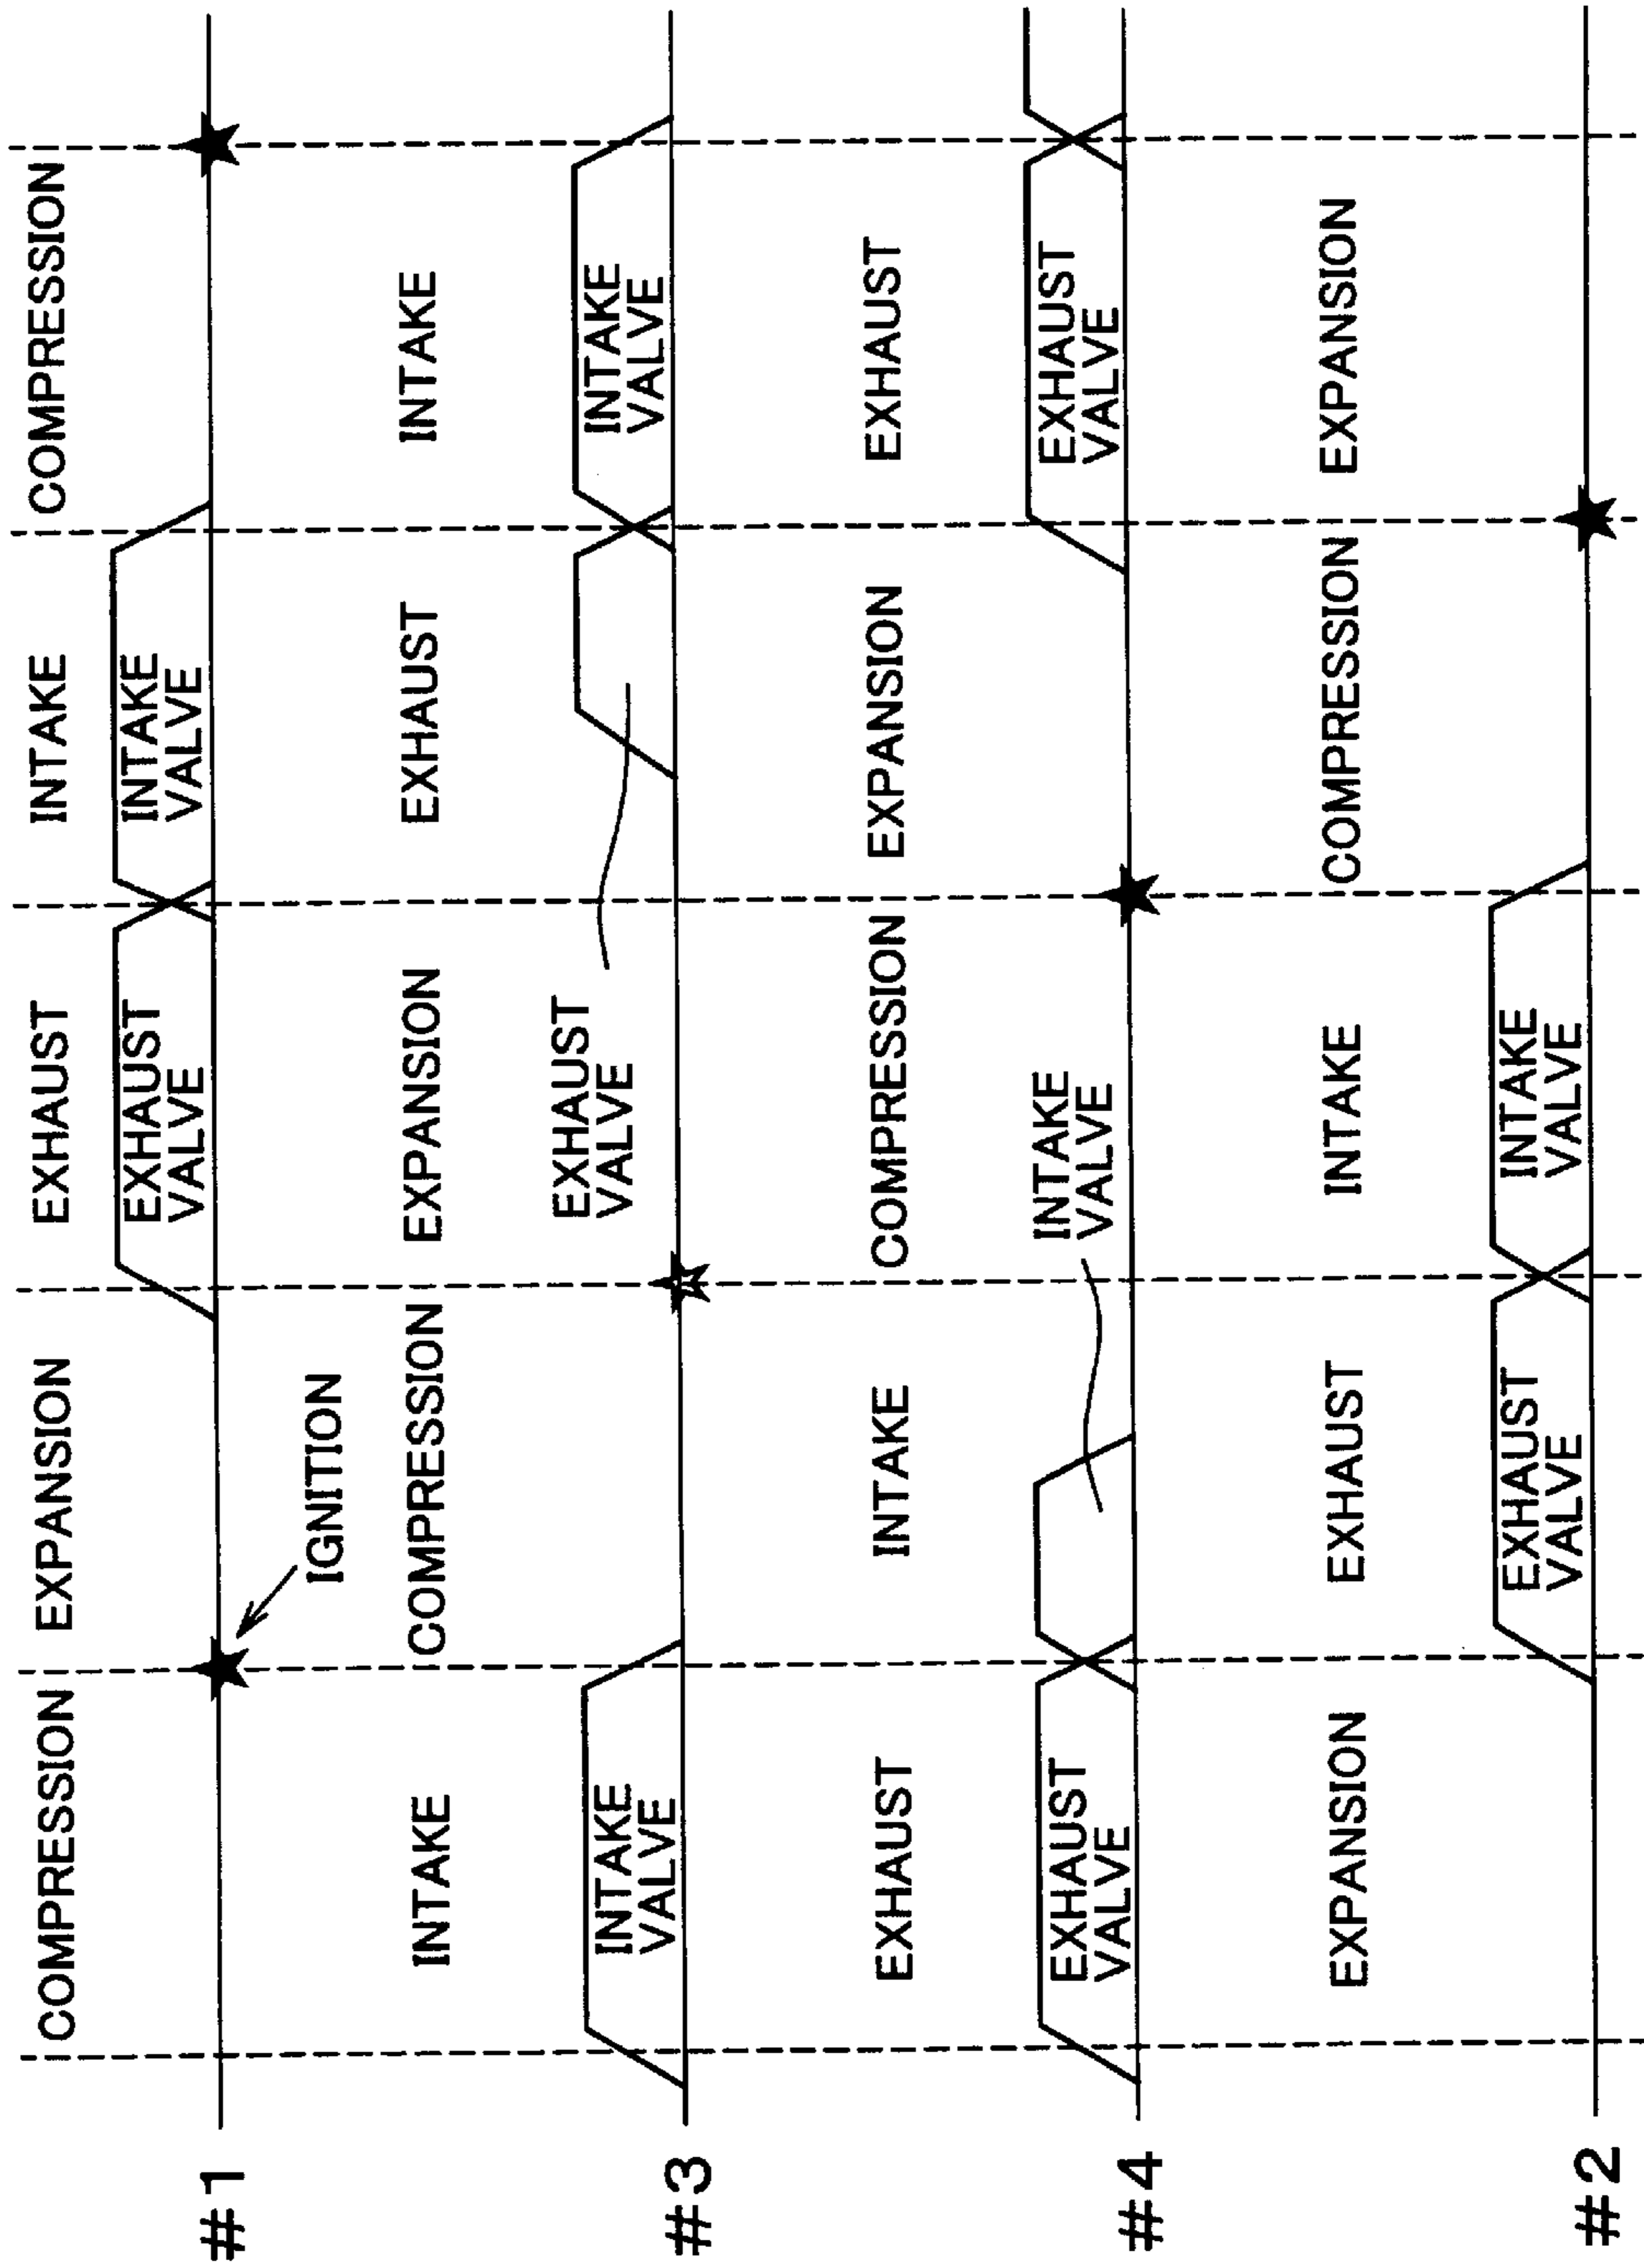 COMPRESSION
EXPANSION
EXHAUST
INTAKE
COMPRESSION
EXHAUST
VALVE
INTAKE
VALVE
#1
IGNITION
INTAKE
COMPRESSION
EXPANSION
EXHAUST
INTAKE
INTAKE
VALVE
EXHAUST
VALVE
INTAKE
VALVE
#3
EXHAUST
INTAKE
COMPRESSION
EXPANSION
EXHAUST
EXHAUST
VALVE
INTAKE
VALVE
EXHAUST
VALVE
#4
EXPANSION
EXHAUST
INTAKE
COMPRESSION
EXPANSION
EXHAUST
VALVE
INTAKE
VALVE
#2